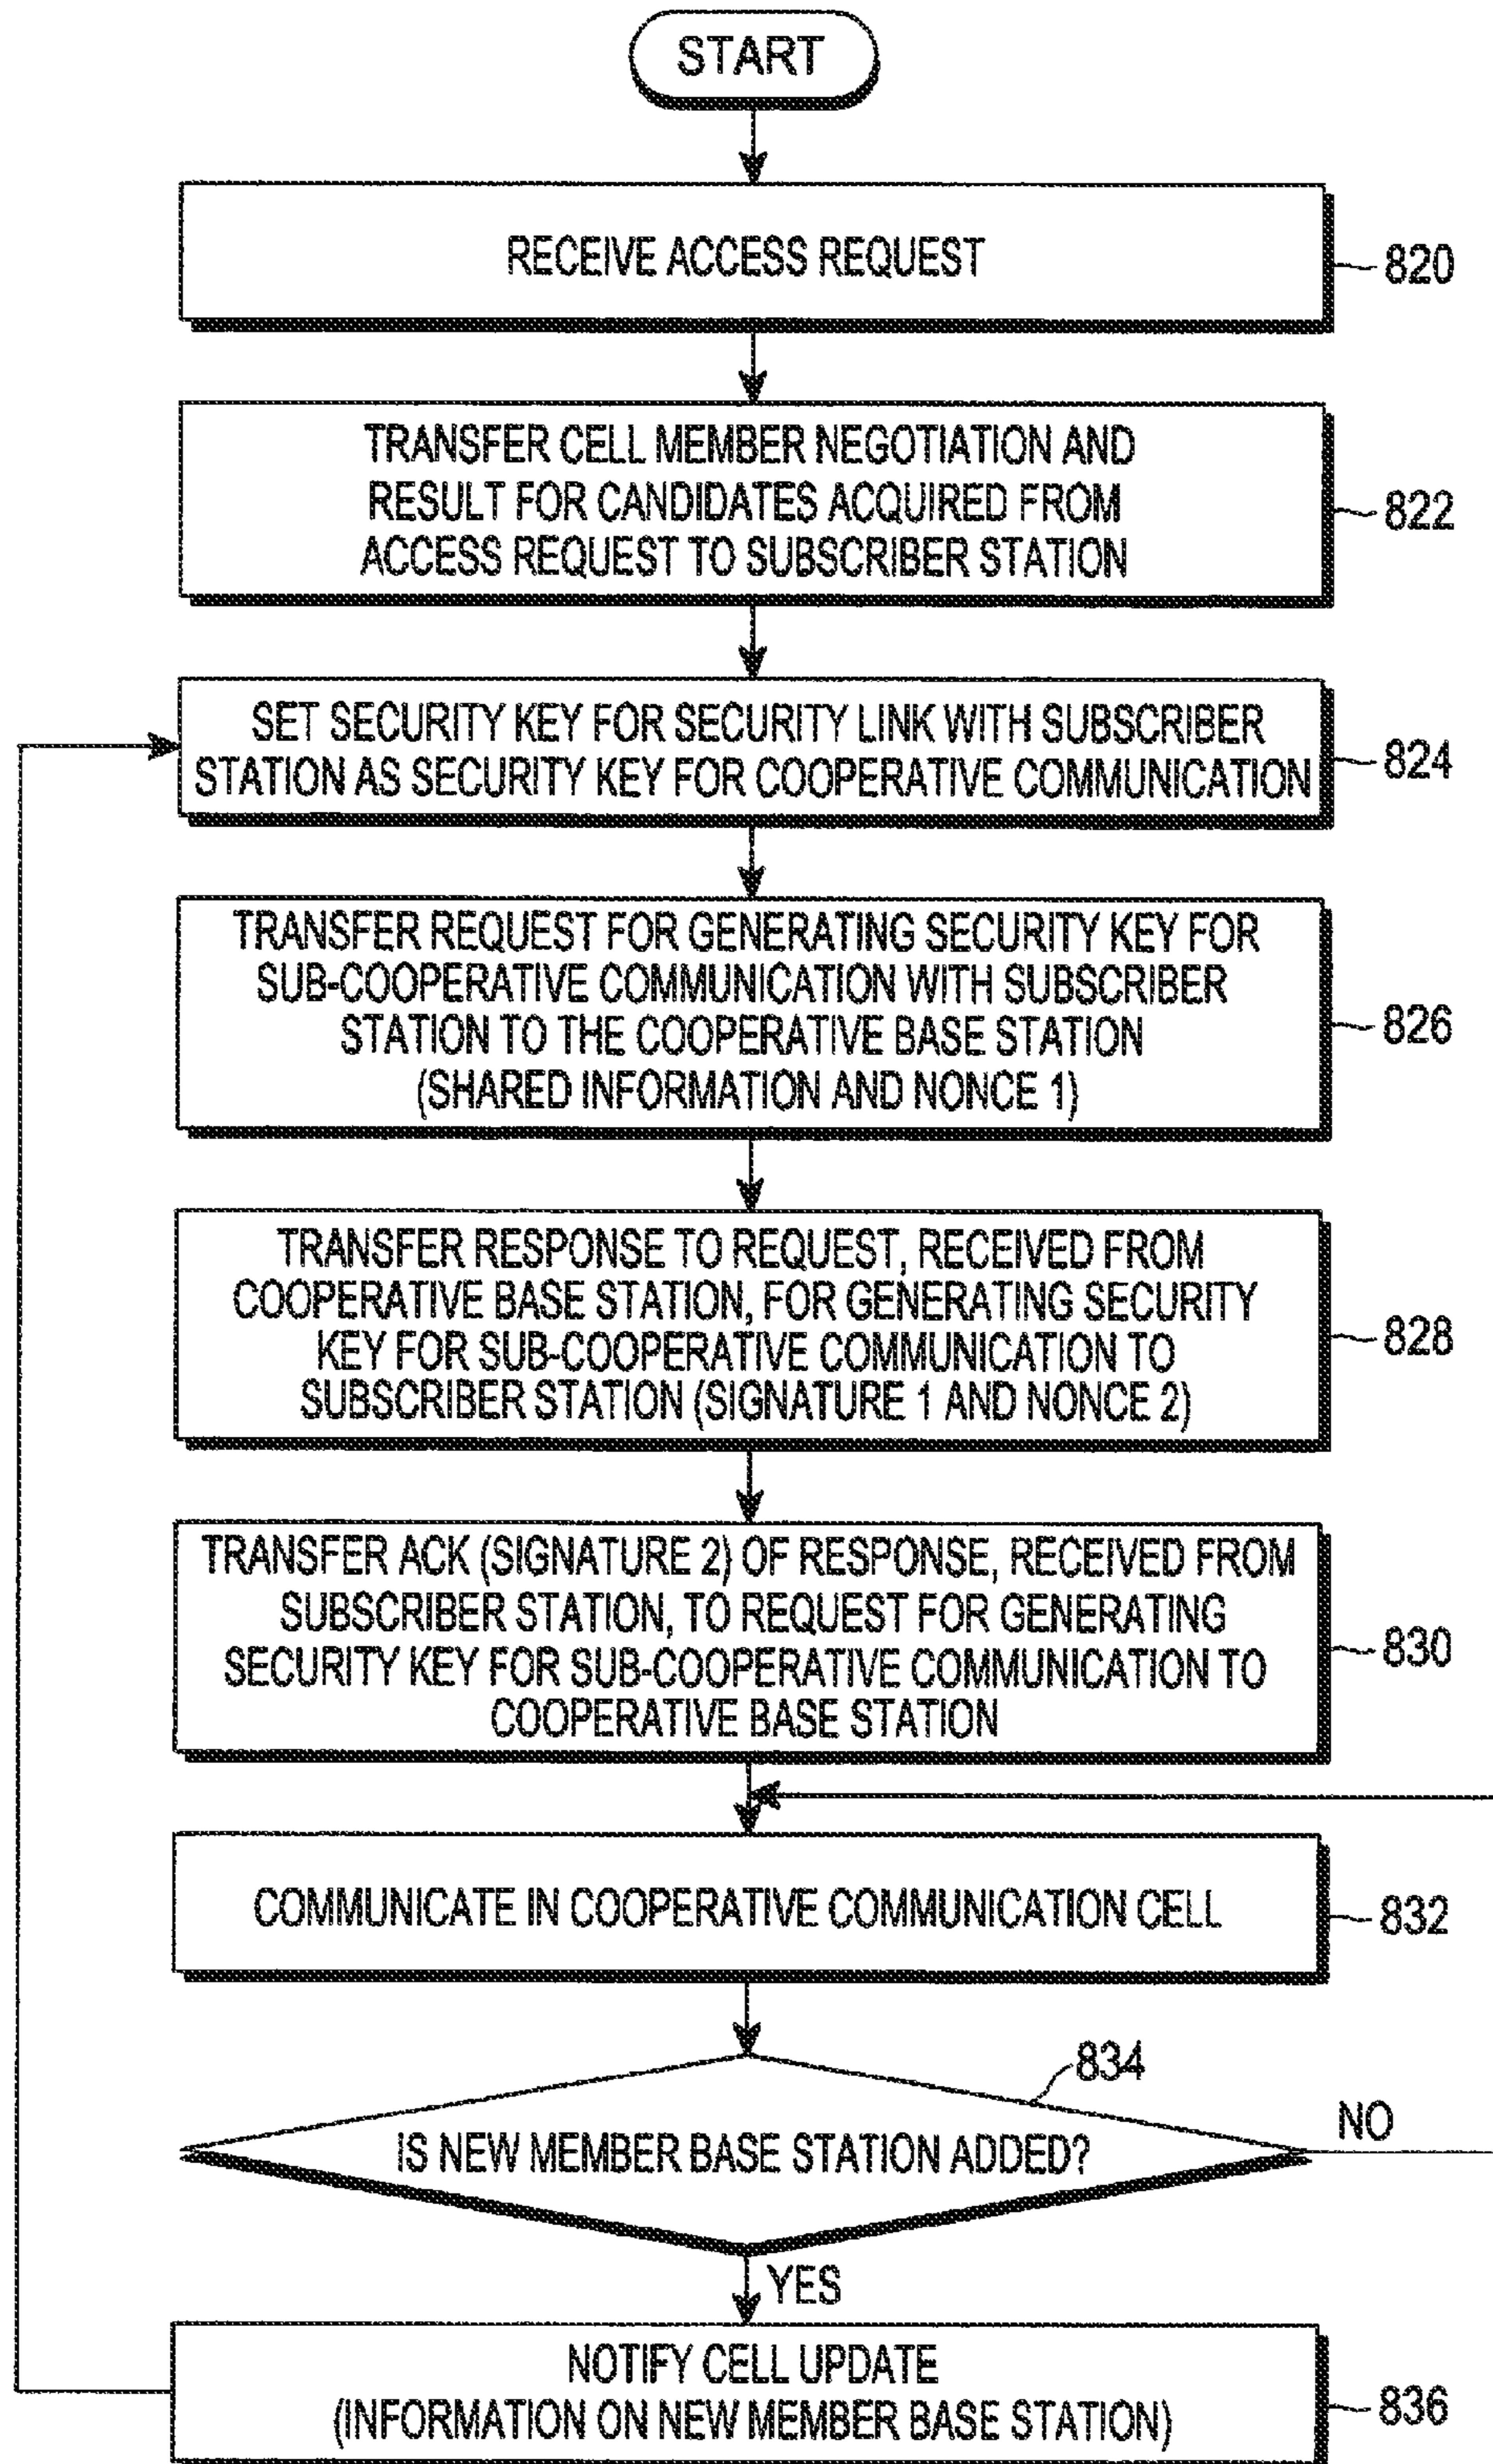 START
RECEIVE ACCESS REQUEST
820
TRANSFER CELL MEMBER NEGOTIATION AND
RESULT FOR CANDIDATES ACQUIRED FROM
ACCESS REQUEST TO SUBSCRIBER STATION
822
SET SECURITY KEY FOR SECURITY LINK WITH SUBSCRIBER
STATION AS SECURITY KEY FOR COOPERATIVE COMMUNICATION
824
TRANSFER REQUEST FOR GENERATING SECURITY KEY FOR
SUB-COOPERATIVE COMMUNICATION WITH SUBSCRIBER
STATION TO THE COOPERATIVE BASE STATION
(SHARED INFORMATION AND NONCE 1)
826
TRANSFER RESPONSE TO REQUEST, RECEIVED FROM
COOPERATIVE BASE STATION, FOR GENERATING SECURITY
KEY FOR SUB-COOPERATIVE COMMUNICATION TO
SUBSCRIBER STATION (SIGNATURE 1 AND NONCE 2)
828
TRANSFER ACK (SIGNATURE 2) OF RESPONSE, RECEIVED FROM
SUBSCRIBER STATION, TO REQUEST FOR GENERATING
SECURITY KEY FOR SUB-COOPERATIVE COMMUNICATION TO
COOPERATIVE BASE STATION
830
COMMUNICATE IN COOPERATIVE COMMUNICATION CELL
832
834
IS NEW MEMBER BASE STATION ADDED?
NO
YES
NOTIFY CELL UPDATE
(INFORMATION ON NEW MEMBER BASE STATION)
836